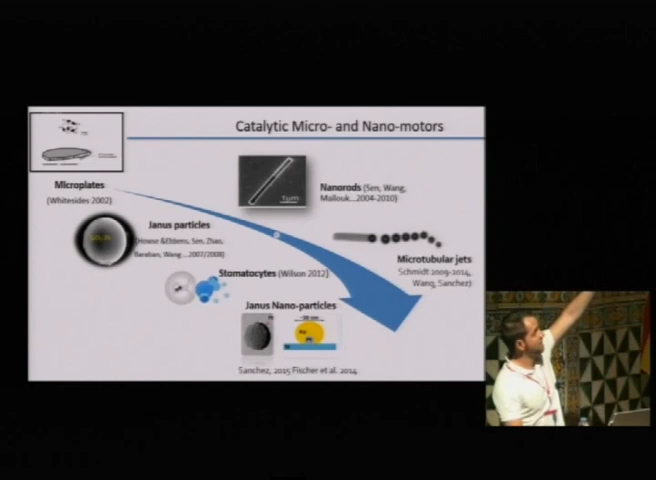 Catalytic Micro- and Nano-motors
Microplates
(Whitesides 2002)
1μm
Nanorods (Sen, Wang,
Mallouk...2004-2010)
Janus particles
(Howse &Ebbens, Sen, Zhao,
Baraban, Wang ...2007/2008)
Microtubular jets
Schmidt 2009-2014,
Wang, Sanchez)
Stomatocytes (Wilson 2012)
Janus Nano-particles
Sanchez, 2015 Fischer et al. 2014